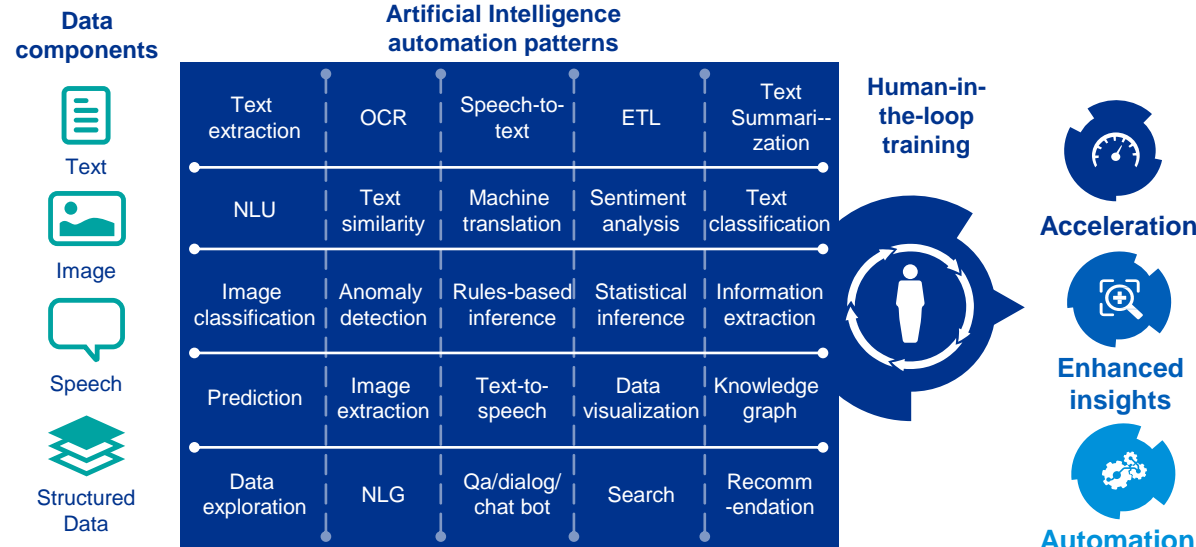 Data
components
Text
Image
Speech
Structured
Data
Artificial Intelligence
automation patterns
Text
extraction
OCR
Speech-to-
text
ETL
Text
Summari--
zation
NLU
Text
similarity
Machine
translation
Sentiment
analysis
Text
classification
Image
classification
Anomaly
detection
Rules-based
inference
Statistical
inference
Information
extraction
Prediction
Image
extraction
Text-to-
speech
Data
visualization
Knowledge
graph
Data
exploration
NLG
Qa/dialog/
chat bot
Search
Recomm
-endation
Human-in-
the-loop
training
Acceleration
Enhanced
insights
Automation